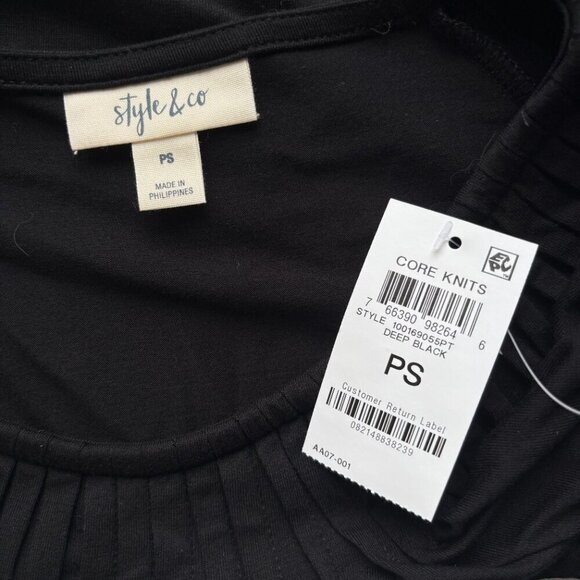 style & co
PS
MADE IN
PHILIPPINES
CORE KNITS
7 66390 98264 6
STYLE 100169055PT
DEEP BLACK
PS
Customer Return Label
082148838239
AA07-001